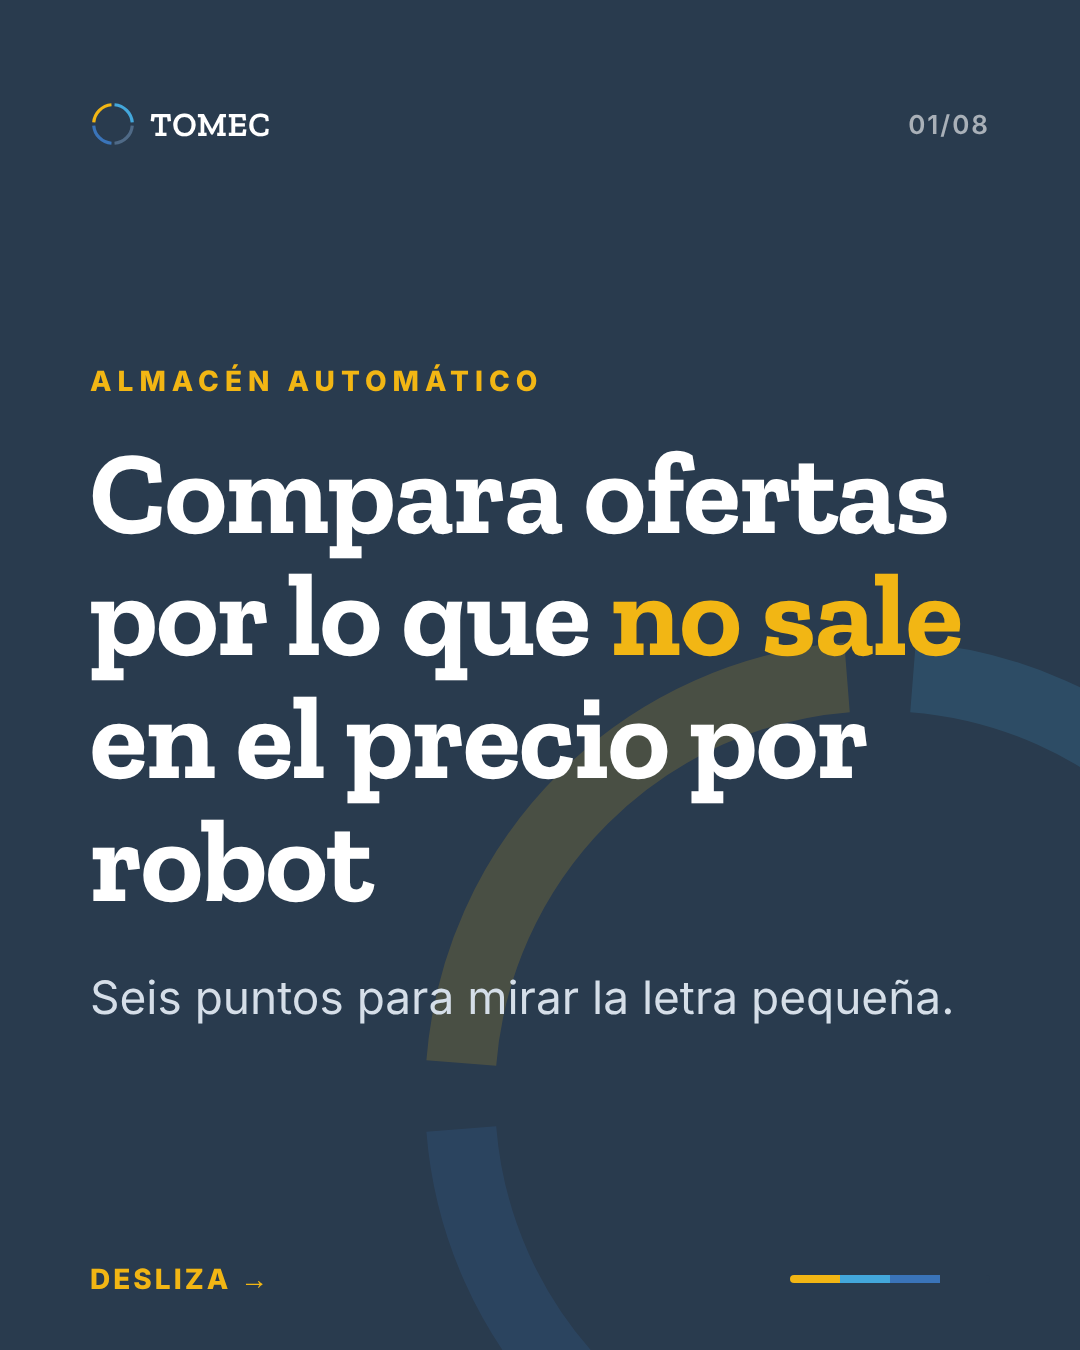 TOMEC
01/08
ALMACÉN AUTOMÁTICO
Compara ofertas
por lo que no sale
en el precio por
robot
Seis puntos para mirar la letra pequeña.
DESLIZA →